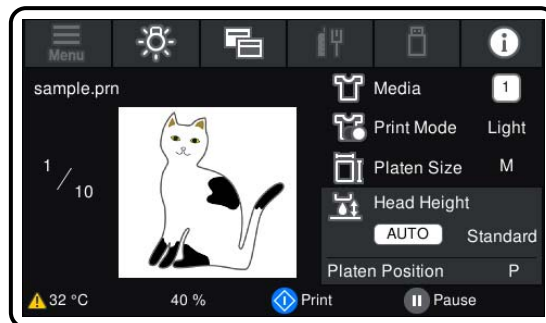 Menu
i
sample.prn
Media 1
Print Mode Light
1/10
Platen Size M
Head Height
AUTO Standard
Platen Position P
32 °C 40 % Print Pause